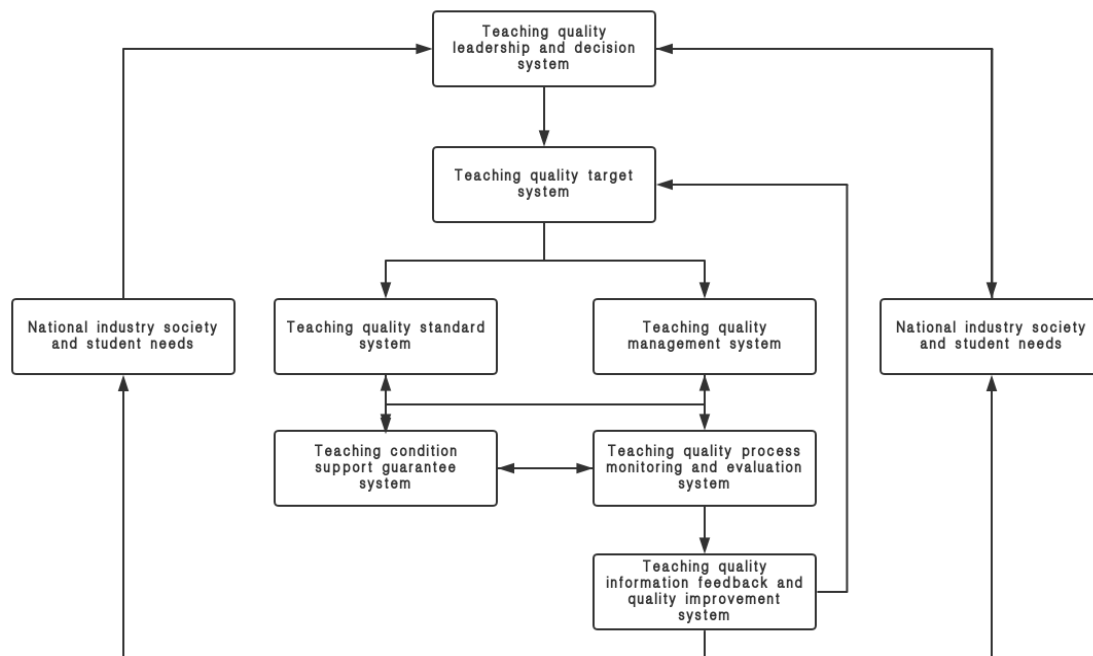 Teaching quality
leadership and decision
system
Teaching quality target
system
National industry society
and student needs
Teaching quality standard
system
Teaching quality
management system
National industry society
and student needs
Teaching condition
support guarantee
system
Teaching quality process
monitoring and evaluation
system
Teaching quality
information feedback and
quality improvement
system